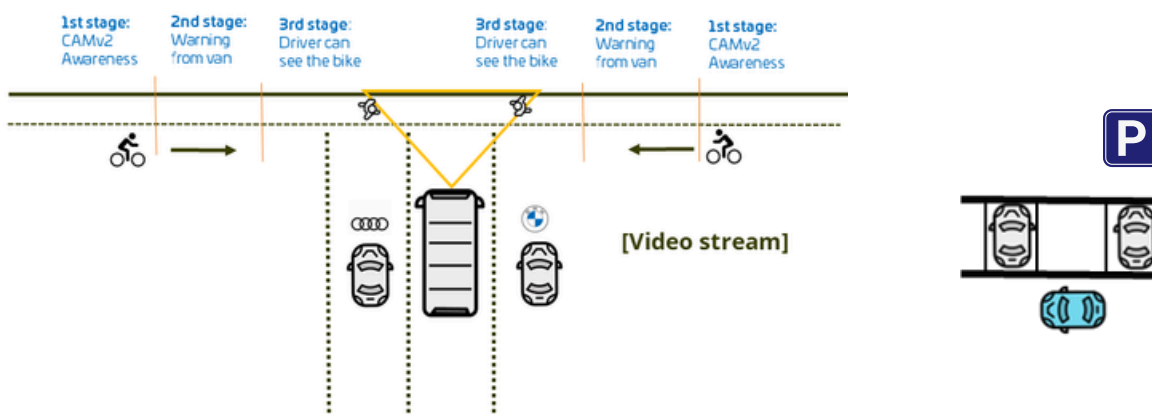 1st stage:
CAMv2
Awareness
2nd stage:
Warning
from van
3rd stage:
Driver can
see the bike
3rd stage:
Driver can
see the bike
2nd stage:
Warning
from van
1st stage:
CAMv2
Awareness
P
[Video stream]